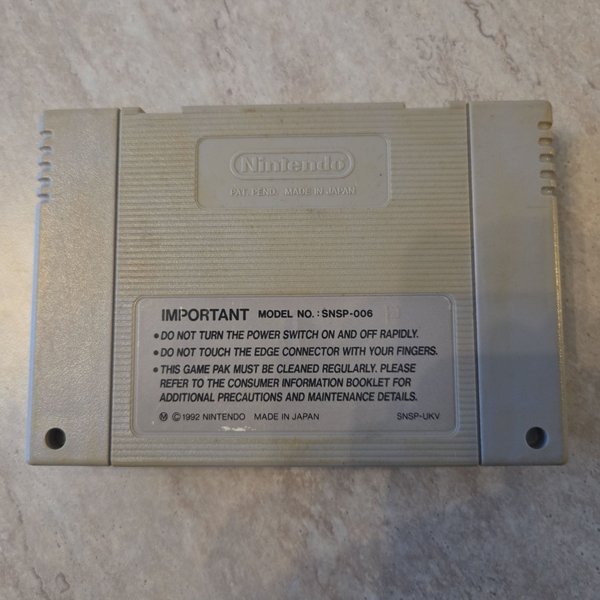 Nintendo
PAT. PEND. MADE IN JAPAN
IMPORTANT MODEL NO.: SNSP-006
• DO NOT TURN THE POWER SWITCH ON AND OFF RAPIDLY.
• DO NOT TOUCH THE EDGE CONNECTOR WITH YOUR FINGERS.
• THIS GAME PAK MUST BE CLEANED REGULARLY. PLEASE
REFER TO THE CONSUMER INFORMATION BOOKLET FOR
ADDITIONAL PRECAUTIONS AND MAINTENANCE DETAILS.
Ⓜ © 1992 NINTENDO MADE IN JAPAN SNSP-UKV